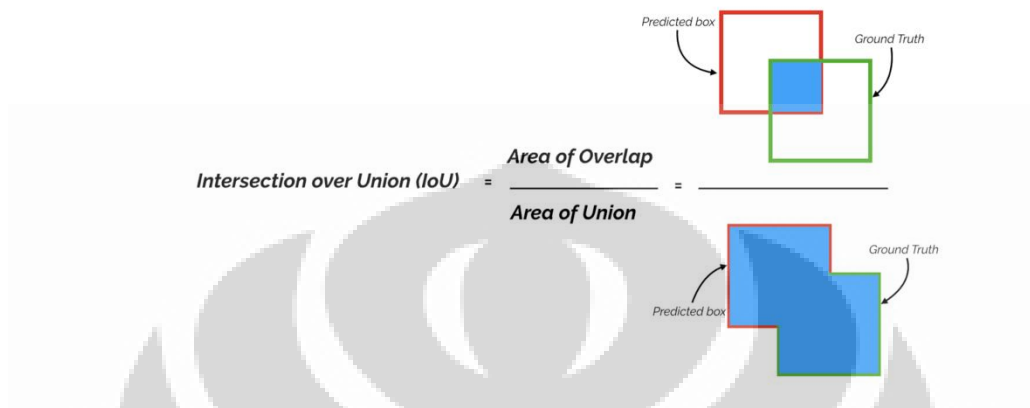 Predicted box
Ground Truth
Area of Overlap
Intersection over Union (IoU) = =
Area of Union
Ground Truth
Predicted box